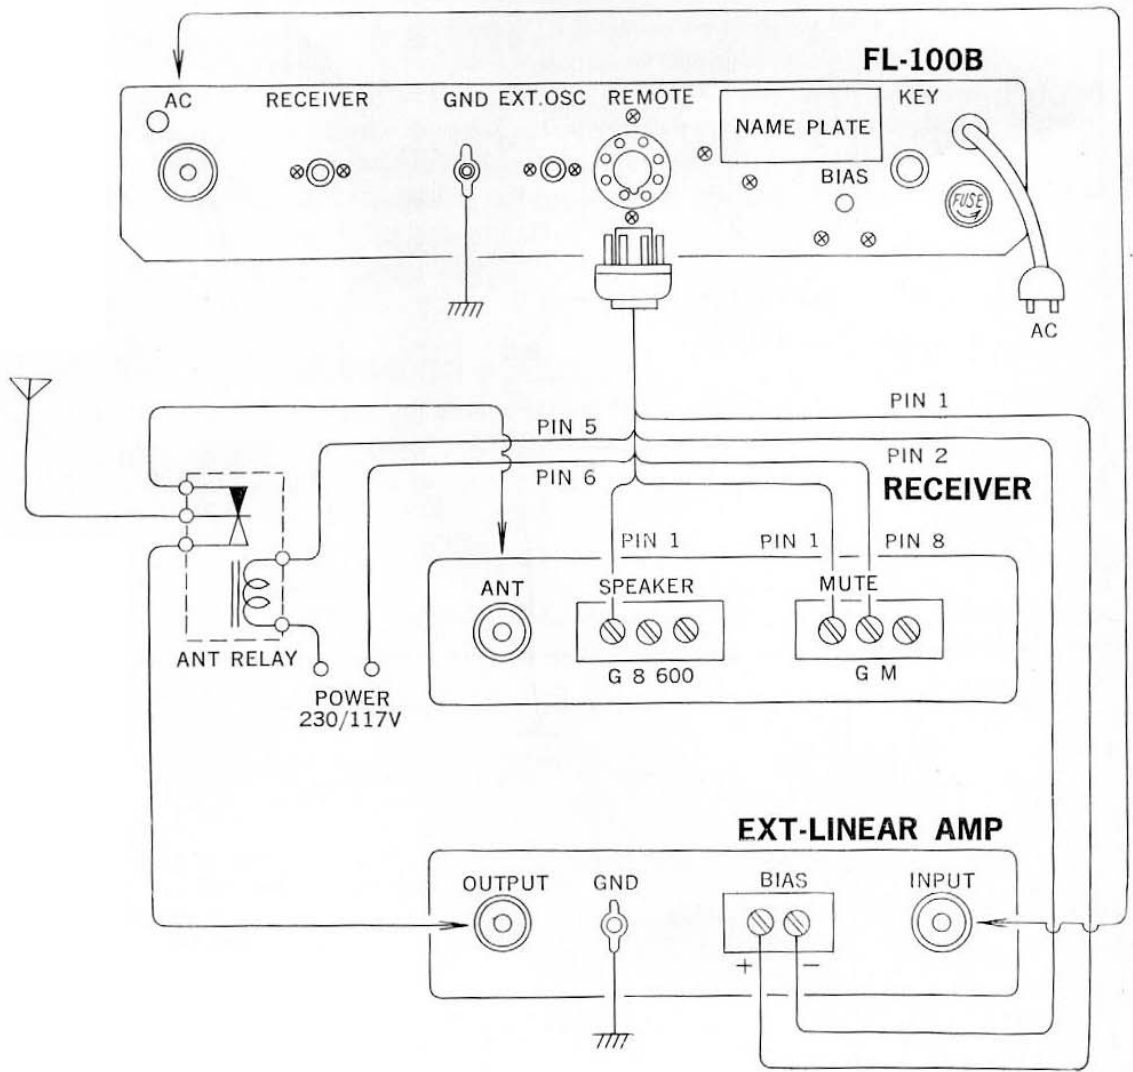 FL-100B
AC
RECEIVER
GND
EXT.OSC
REMOTE
NAME PLATE
KEY
BIAS
FUSE
AC
PIN 1
PIN 5
PIN 2
PIN 6
RECEIVER
PIN 1
PIN 1
PIN 8
ANT
SPEAKER
MUTE
G 8 600
G M
ANT RELAY
POWER
230/117V
EXT-LINEAR AMP
OUTPUT
GND
BIAS
INPUT
+ −